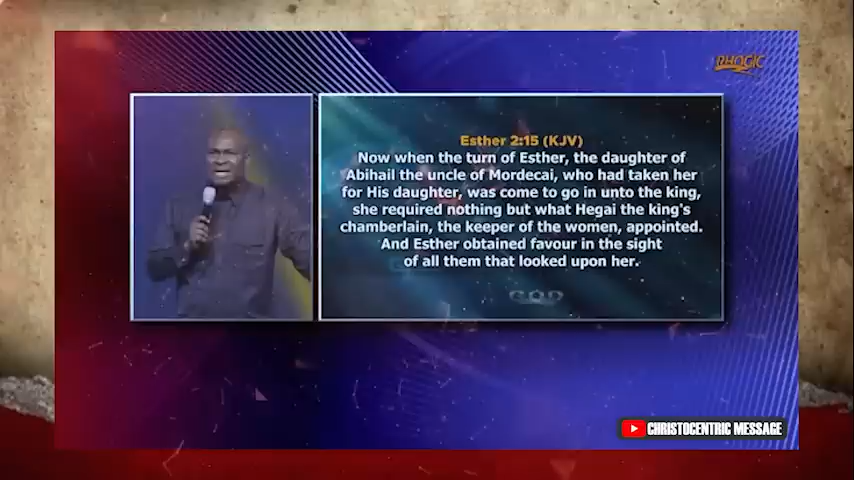 RHOGIC
Esther 2:15 (KJV)
Now when the turn of Esther, the daughter of
Abihail the uncle of Mordecai, who had taken her
for His daughter, was come to go in unto the king,
she required nothing but what Hegai the king's
chamberlain, the keeper of the women, appointed.
And Esther obtained favour in the sight
of all them that looked upon her.
GOD
CHRISTOCENTRIC MESSAGE